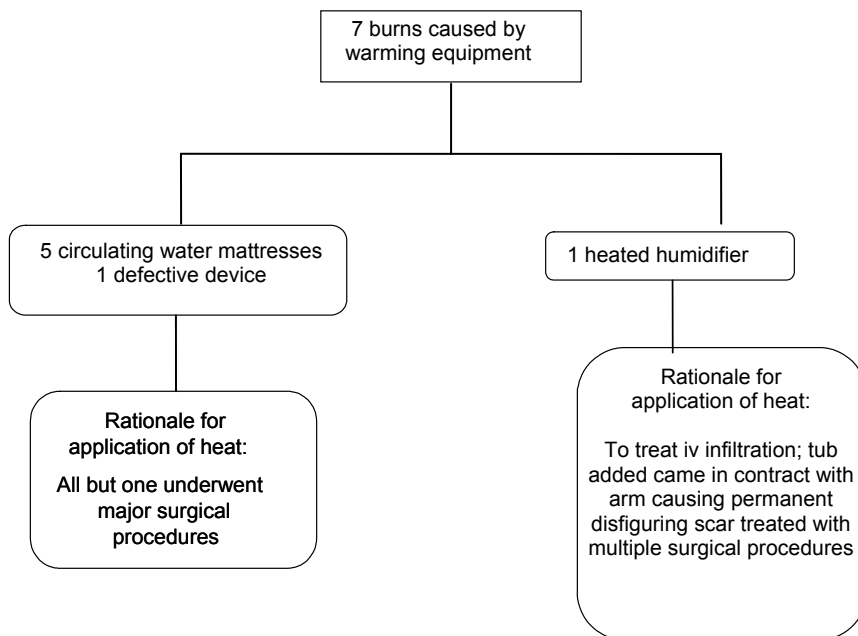 7 burns caused by
warming equipment
5 circulating water mattresses
1 defective device
1 heated humidifier
Rationale for
application of heat:
All but one underwent
major surgical
procedures
Rationale for
application of heat:
To treat iv infiltration; tub
added came in contract with
arm causing permanent
disfiguring scar treated with
multiple surgical procedures